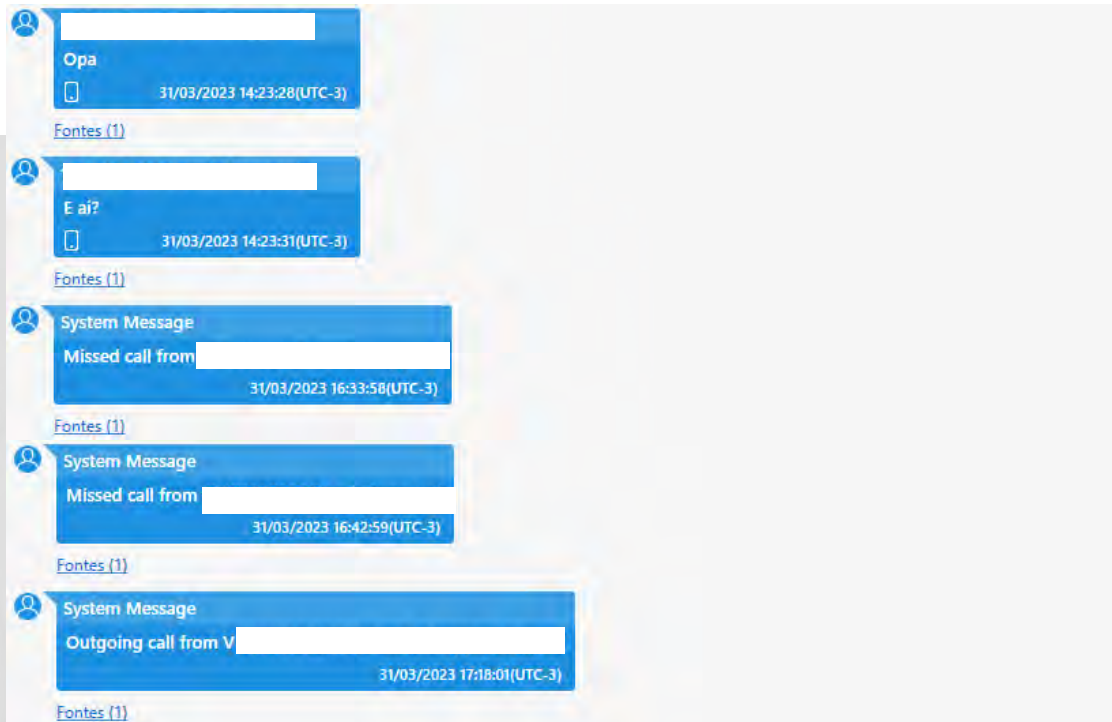 Opa
31/03/2023 14:23:28(UTC-3)
Fontes (1)
E ai?
31/03/2023 14:23:31(UTC-3)
Fontes (1)
System Message
Missed call from
31/03/2023 16:33:58(UTC-3)
Fontes (1)
System Message
Missed call from
31/03/2023 16:42:59(UTC-3)
Fontes (1)
System Message
Outgoing call from V
31/03/2023 17:18:01(UTC-3)
Fontes (1)